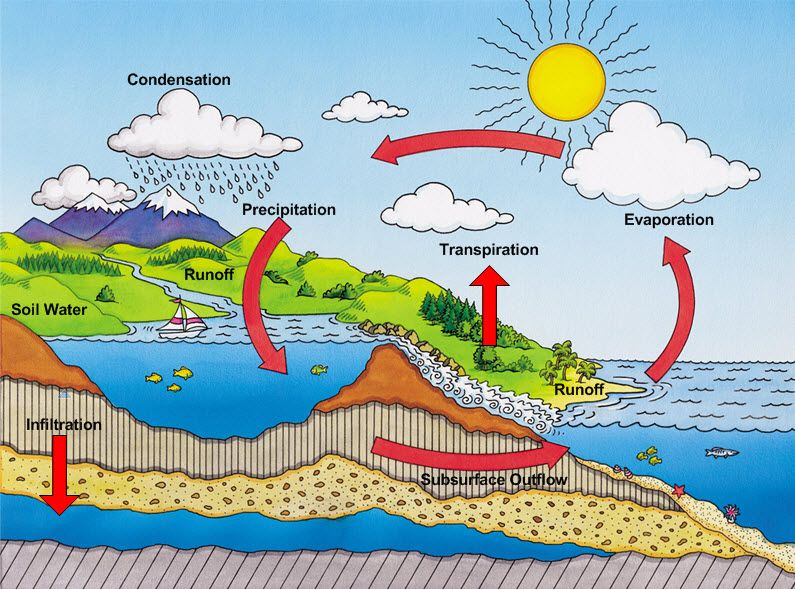 Condensation
Precipitation
Evaporation
Transpiration
Runoff
Soil Water
Runoff
Infiltration
Subsurface Outflow